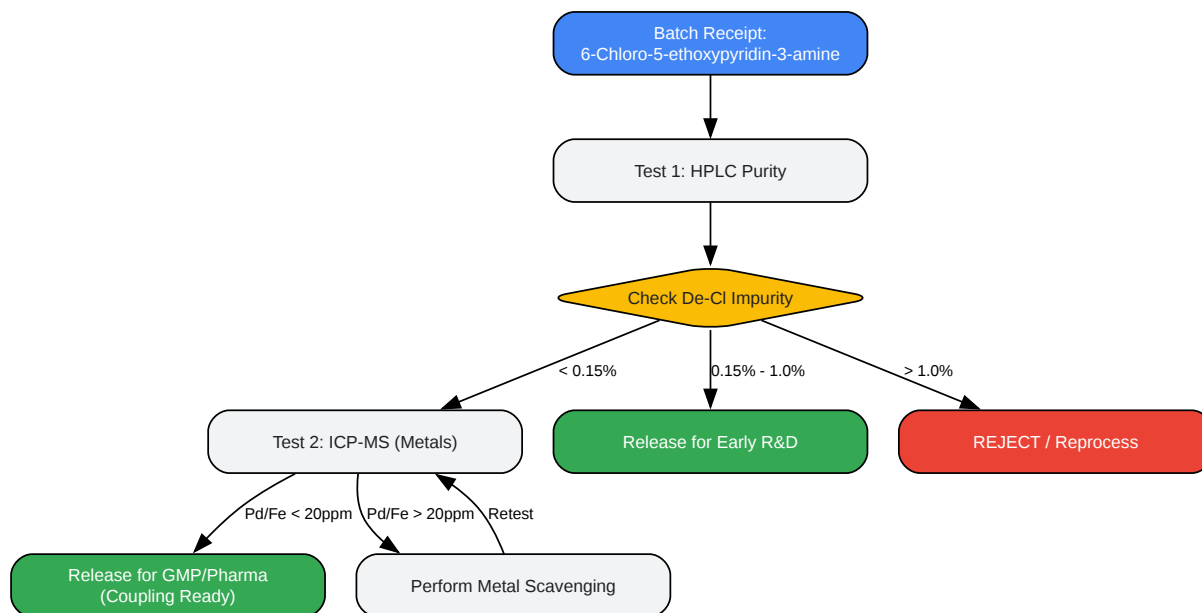 Batch Receipt:
6-Chloro-5-ethoxypyridin-3-amine
Test 1: HPLC Purity
Check De-Cl Impurity
< 0.15%
0.15% - 1.0%
> 1.0%
Test 2: ICP-MS (Metals)
Release for Early R&D
REJECT / Reprocess
Pd/Fe < 20ppm
Pd/Fe > 20ppm
Retest
Release for GMP/Pharma
(Coupling Ready)
Perform Metal Scavenging